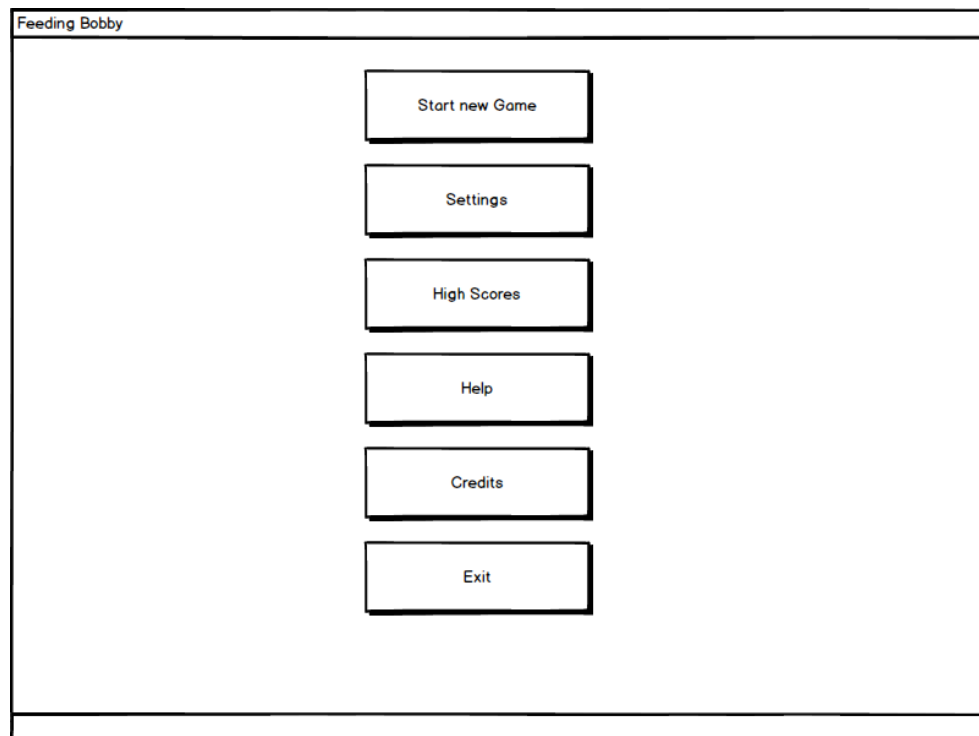 Feeding Bobby
Start new Game
Settings
High Scores
Help
Credits
Exit